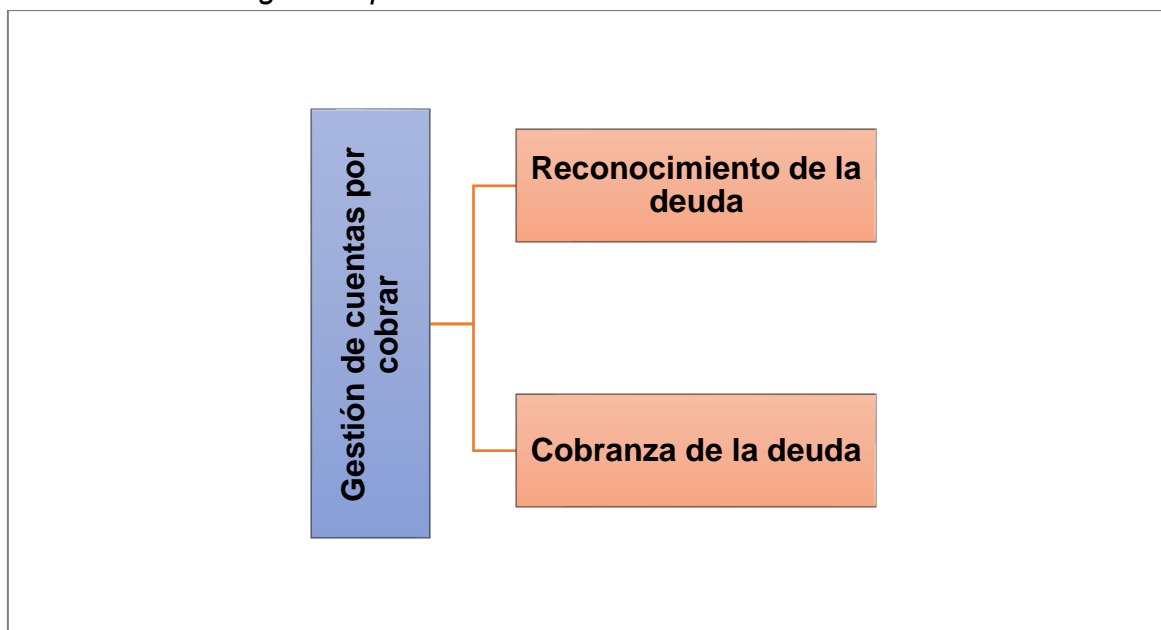 Gestión de cuentas por
cobrar
Reconocimiento de la
deuda
Cobranza de la deuda